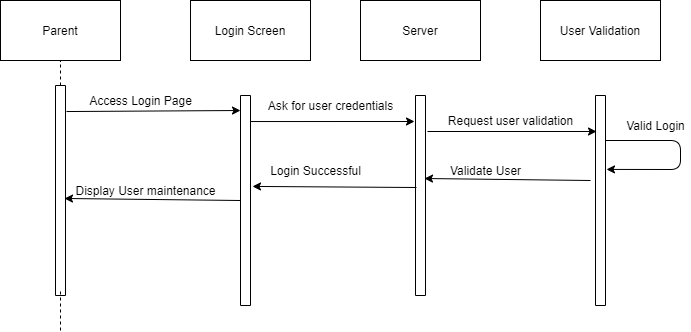 Parent
Login Screen
Server
User Validation
Access Login Page
Ask for user credentials
Request user validation
Valid Login
Login Successful
Validate User
Display User maintenance